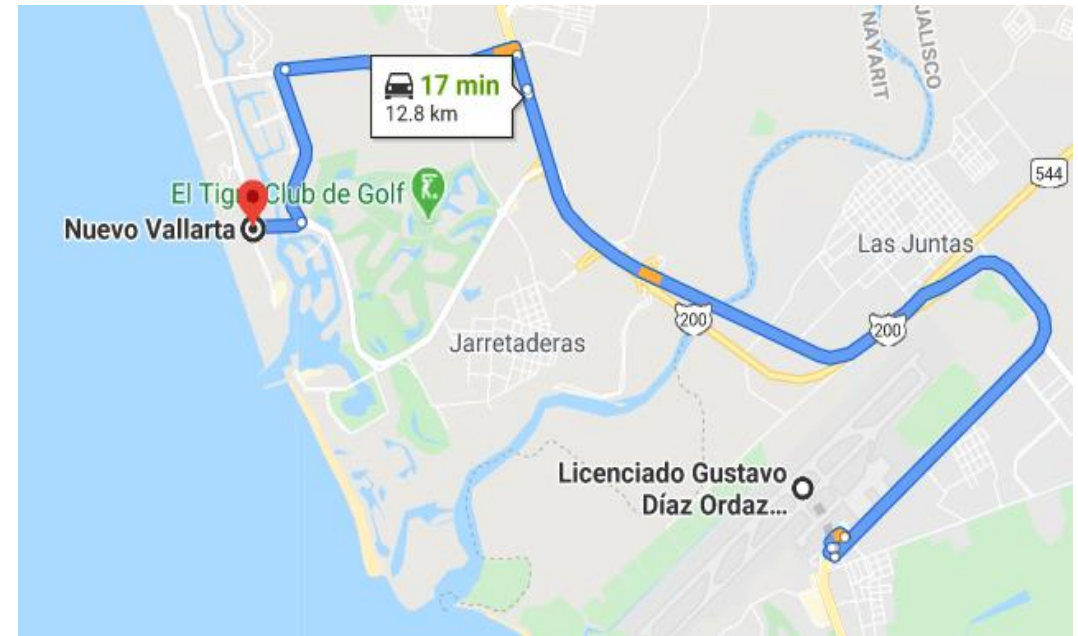 NAYARIT
JALISCO
17 min
12.8 km
544
El Tigre Club de Golf
Nuevo Vallarta
Las Juntas
200
200
Jarretaderas
Licenciado Gustavo
Díaz Ordaz...